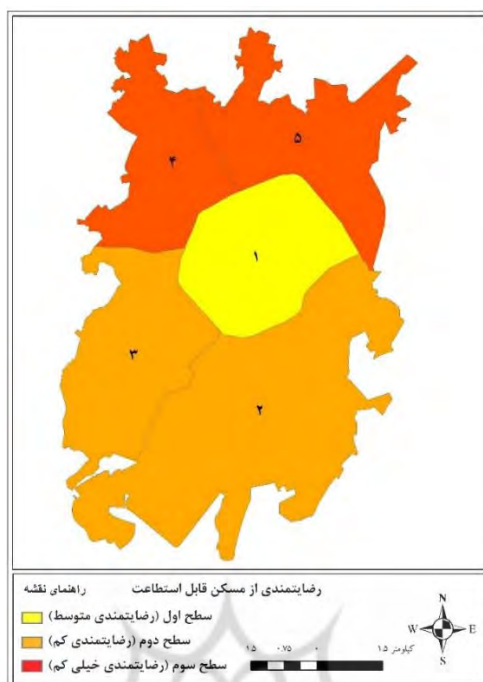 ۵
۴
۱
۳
۲
رضایتمندی از مسکن قابل استطاعت
راهنمای نقشه
سطح اول (رضایتمندی متوسط)
سطح دوم (رضایتمندی کم)
سطح سوم (رضایتمندی خیلی کم)
N
W E
S
۱.۵ ۰.۷۵ ۰ ۱.۵ کیلومتر